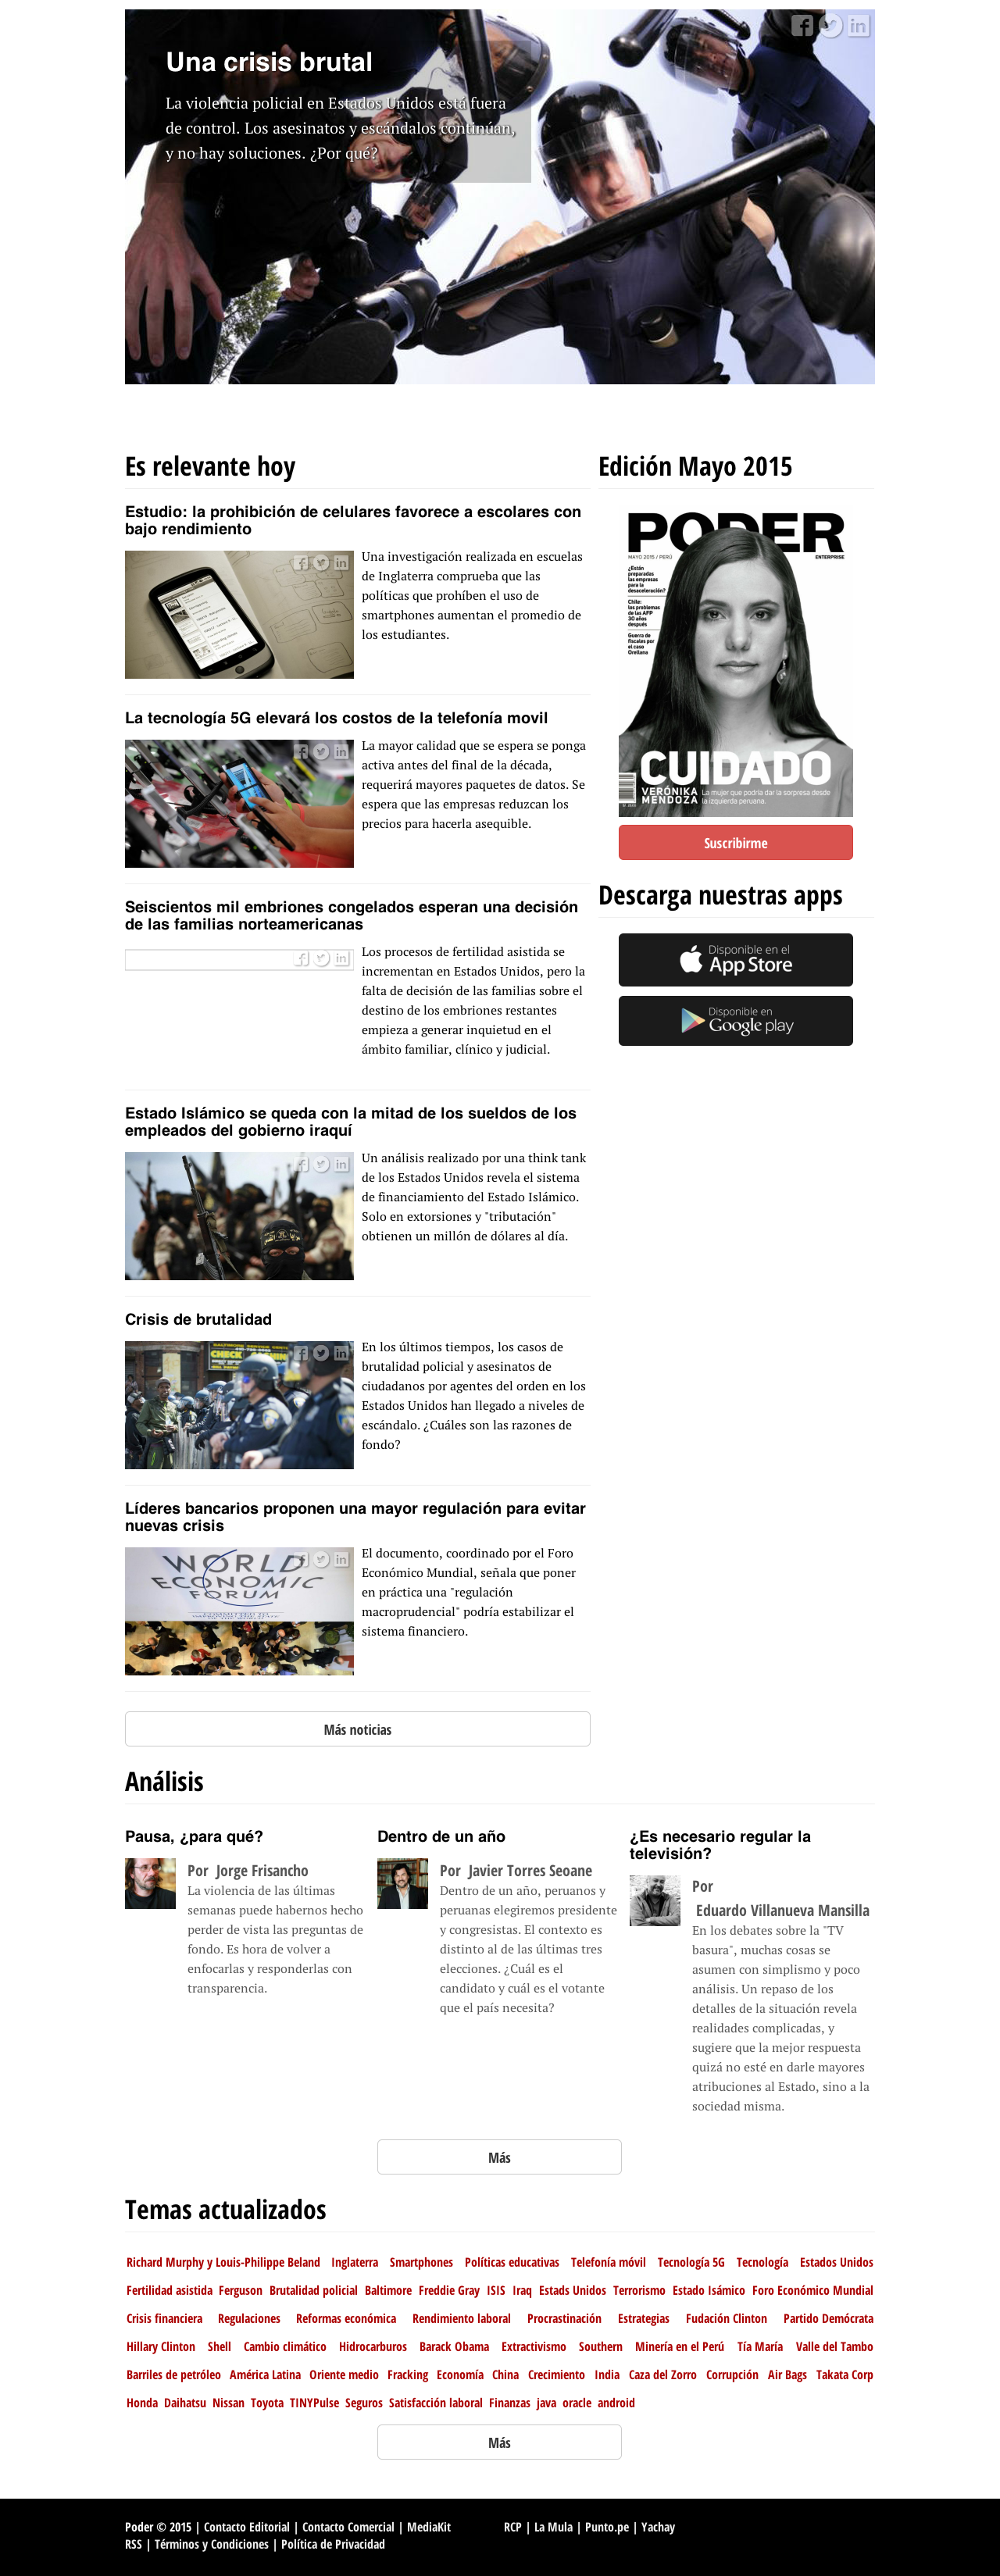 Una crisis brutal
La violencia policial en Estados Unidos está fuera
de control. Los asesinatos y escándalos continúan,
y no hay soluciones. ¿Por qué?
Es relevante hoy
Estudio: la prohibición de celulares favorece a escolares con
bajo rendimiento
Una investigación realizada en escuelas
de Inglaterra comprueba que las
políticas que prohíben el uso de
smartphones aumentan el promedio de
los estudiantes.
La tecnología 5G elevará los costos de la telefonía movil
La mayor calidad que se espera se ponga
activa antes del final de la década,
requerirá mayores paquetes de datos. Se
espera que las empresas reduzcan los
precios para hacerla asequible.
Seiscientos mil embriones congelados esperan una decisión
de las familias norteamericanas
Los procesos de fertilidad asistida se
incrementan en Estados Unidos, pero la
falta de decisión de las familias sobre el
destino de los embriones restantes
empieza a generar inquietud en el
ámbito familiar, clínico y judicial.
Estado Islámico se queda con la mitad de los sueldos de los
empleados del gobierno iraquí
Un análisis realizado por una think tank
de los Estados Unidos revela el sistema
de financiamiento del Estado Islámico.
Solo en extorsiones y "tributación"
obtienen un millón de dólares al día.
Crisis de brutalidad
CHECK
En los últimos tiempos, los casos de
brutalidad policial y asesinatos de
ciudadanos por agentes del orden en los
Estados Unidos han llegado a niveles de
escándalo. ¿Cuáles son las razones de
fondo?
Líderes bancarios proponen una mayor regulación para evitar
nuevas crisis
WORLD
ECONOMIC
FORUM
El documento, coordinado por el Foro
Económico Mundial, señala que poner
en práctica una "regulación
macroprudencial" podría estabilizar el
sistema financiero.
Más noticias
Edición Mayo 2015
PODER
MAYO 2015 / PERÚ
ENTERPRISE
¿Están
preparadas
las empresas
para la
desaceleración?
Chile:
los problemas
de las AFP
30 años
después
Guerra de
fiscales por
el caso
Orellana
CUIDADO
VERÓNIKA
MENDOZA
La mujer que podría dar la sorpresa desde
la izquierda peruana.
Suscribirme
Descarga nuestras apps
Disponible en el
App Store
Disponible en
Google play
Análisis
Pausa, ¿para qué?
Por Jorge Frisancho
La violencia de las últimas
semanas puede habernos hecho
perder de vista las preguntas de
fondo. Es hora de volver a
enfocarlas y responderlas con
transparencia.
Dentro de un año
Por Javier Torres Seoane
Dentro de un año, peruanos y
peruanas elegiremos presidente
y congresistas. El contexto es
distinto al de las últimas tres
elecciones. ¿Cuál es el
candidato y cuál es el votante
que el país necesita?
¿Es necesario regular la
televisión?
Por
Eduardo Villanueva Mansilla
En los debates sobre la "TV
basura", muchas cosas se
asumen con simplismo y poco
análisis. Un repaso de los
detalles de la situación revela
realidades complicadas, y
sugiere que la mejor respuesta
quizá no esté en darle mayores
atribuciones al Estado, sino a la
sociedad misma.
Más
Temas actualizados
Richard Murphy y Louis-Philippe Beland Inglaterra Smartphones Políticas educativas Telefonía móvil Tecnología 5G Tecnología Estados Unidos
Fertilidad asistida Ferguson Brutalidad policial Baltimore Freddie Gray ISIS Iraq Estads Unidos Terrorismo Estado Isámico Foro Económico Mundial
Crisis financiera Regulaciones Reformas económica Rendimiento laboral Procrastinación Estrategias Fudación Clinton Partido Demócrata
Hillary Clinton Shell Cambio climático Hidrocarburos Barack Obama Extractivismo Southern Minería en el Perú Tía María Valle del Tambo
Barriles de petróleo América Latina Oriente medio Fracking Economía China Crecimiento India Caza del Zorro Corrupción Air Bags Takata Corp
Honda Daihatsu Nissan Toyota TINYPulse Seguros Satisfacción laboral Finanzas java oracle android
Más
Poder © 2015 | Contacto Editorial | Contacto Comercial | MediaKit
RSS | Términos y Condiciones | Política de Privacidad
RCP | La Mula | Punto.pe | Yachay